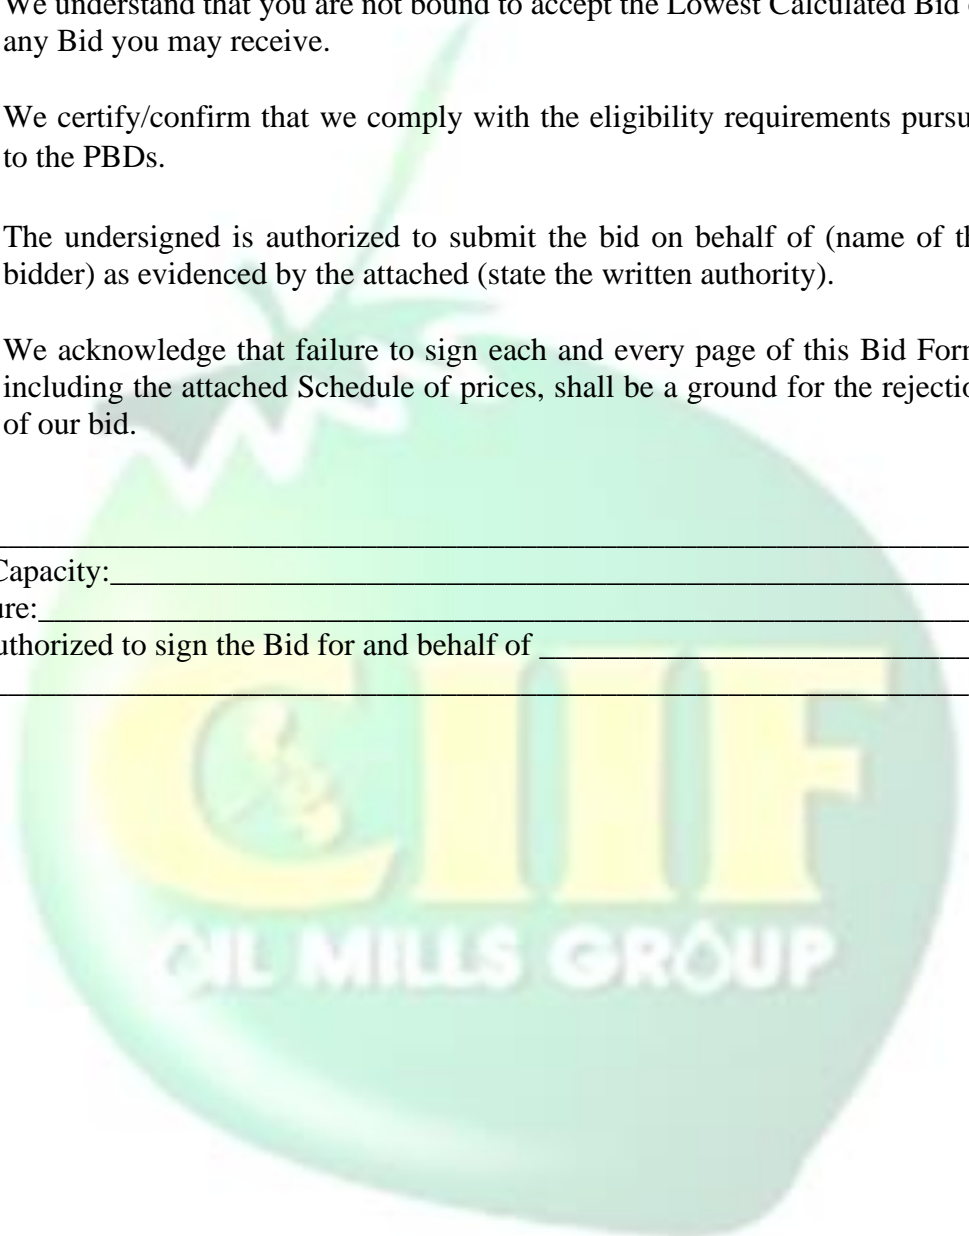 We understand that you are not bound to accept the Lowest Calculated Bid
any Bid you may receive.
We certify/confirm that we comply with the eligibility requirements pursu
to the PBDs.
The undersigned is authorized to submit the bid on behalf of (name of th
bidder) as evidenced by the attached (state the written authority).
We acknowledge that failure to sign each and every page of this Bid Form
including the attached Schedule of prices, shall be a ground for the rejectio
of our bid.
Capacity:
ure:
uthorized to sign the Bid for and behalf of
CIIF
OIL MILLS GROUP